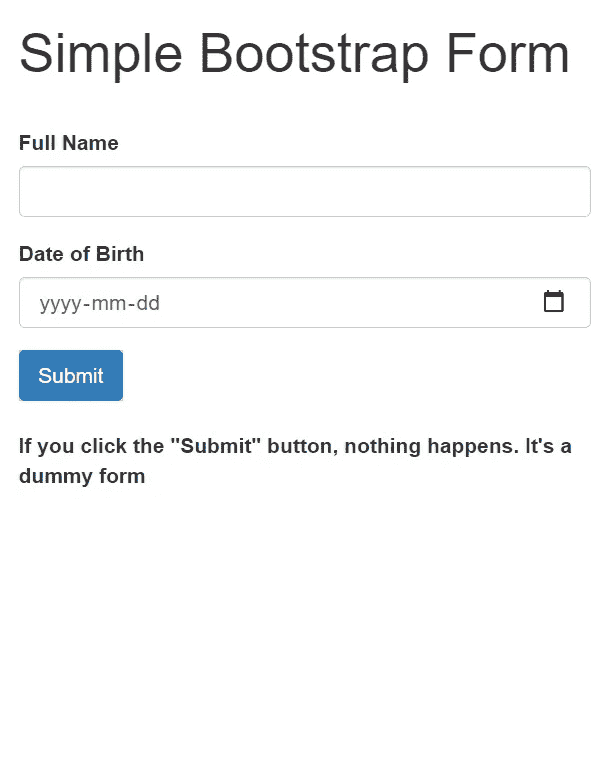 Simple Bootstrap Form
Full Name
Date of Birth
yyyy-mm-dd
Submit
If you click the "Submit" button, nothing happens. It's a
dummy form